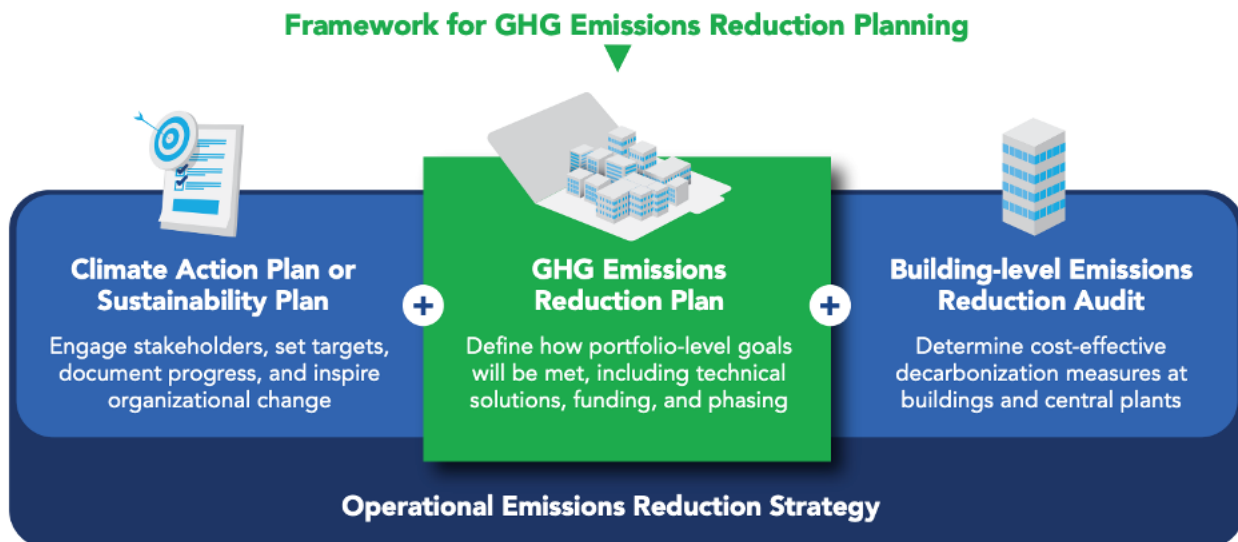 Framework for GHG Emissions Reduction Planning
Climate Action Plan or
Sustainability Plan
Engage stakeholders, set targets,
document progress, and inspire
organizational change
+
GHG Emissions
Reduction Plan
Define how portfolio-level goals
will be met, including technical
solutions, funding, and phasing
+
Building-level Emissions
Reduction Audit
Determine cost-effective
decarbonization measures at
buildings and central plants
Operational Emissions Reduction Strategy